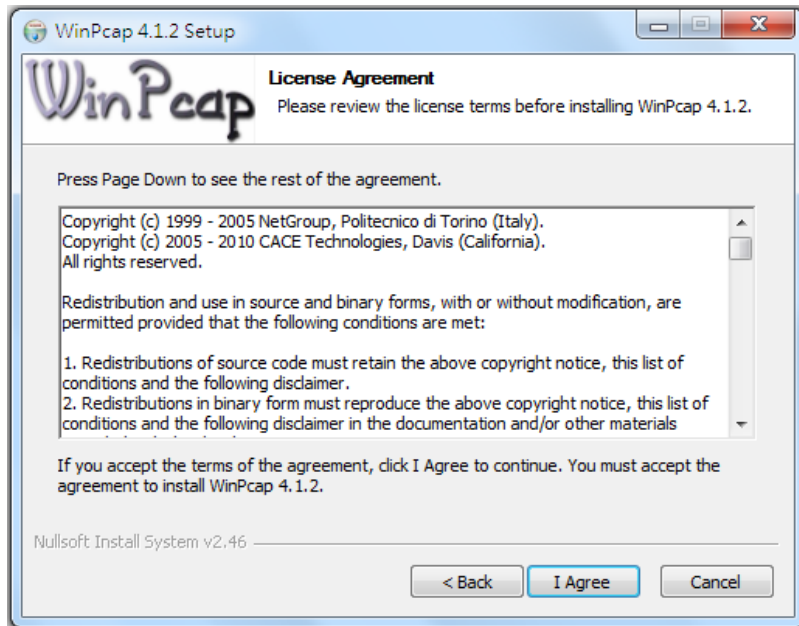 WinPcap 4.1.2 Setup
WinPcap
License Agreement
Please review the license terms before installing WinPcap 4.1.2.
Press Page Down to see the rest of the agreement.
Copyright (c) 1999 - 2005 NetGroup, Politecnico di Torino (Italy).
Copyright (c) 2005 - 2010 CACE Technologies, Davis (California).
All rights reserved.
Redistribution and use in source and binary forms, with or without modification, are
permitted provided that the following conditions are met:
1. Redistributions of source code must retain the above copyright notice, this list of
conditions and the following disclaimer.
2. Redistributions in binary form must reproduce the above copyright notice, this list of
conditions and the following disclaimer in the documentation and/or other materials
If you accept the terms of the agreement, click I Agree to continue. You must accept the
agreement to install WinPcap 4.1.2.
Nullsoft Install System v2.46
< Back
I Agree
Cancel